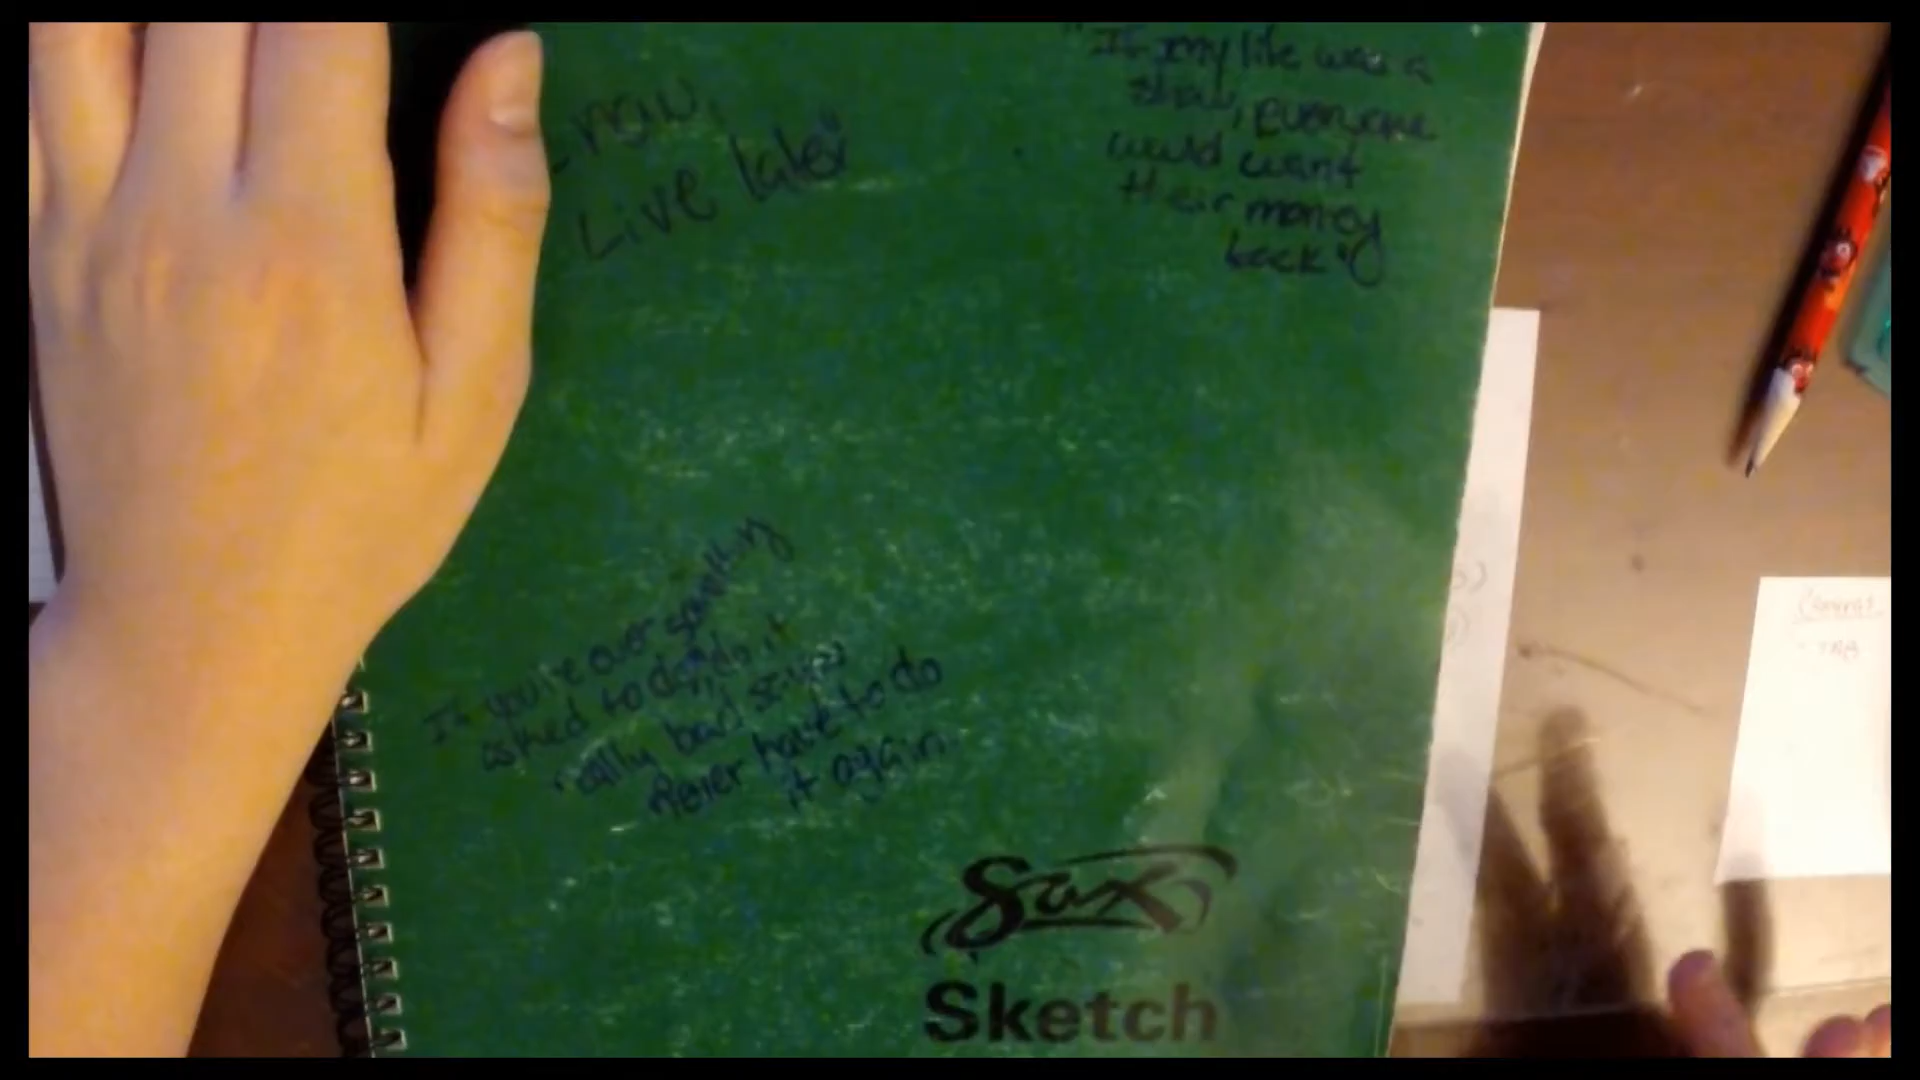 now,
Live later"
"If my life was a
show, everyone
would want
their money
back"
If you're ever
asked to do, do it
really bad so you
never have to do
it again.
Sax
Sketch